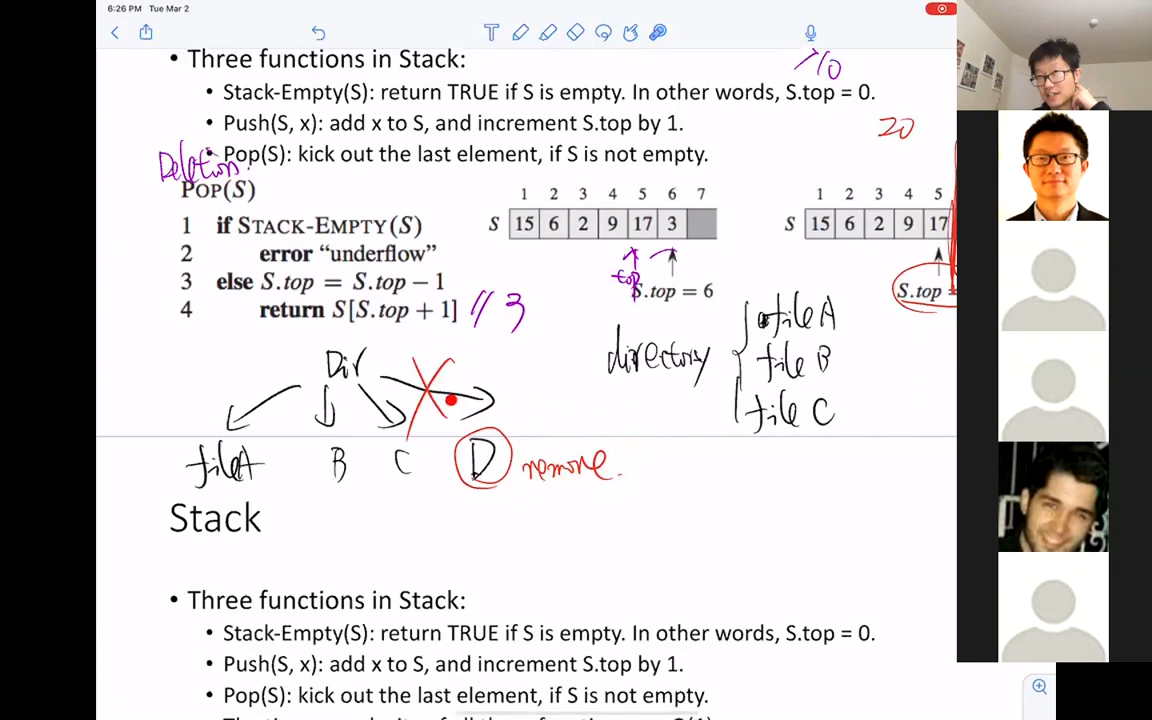 6:26 PM Tue Mar 2
• Three functions in Stack:
• Stack-Empty(S): return TRUE if S is empty. In other words, S.top = 0.
• Push(S, x): add x to S, and increment S.top by 1.
20
Deletion.
• Pop(S): kick out the last element, if S is not empty.
POP(S)
1 if STACK-EMPTY(S)
2 error “underflow”
3 else S.top = S.top − 1
4 return S[S.top + 1] // 3
1 2 3 4 5 6 7
S 15 6 2 9 17 3
top
S.top = 6
1 2 3 4 5
S 15 6 2 9 17
S.top =
directory
file A
file B
file C
Dir
file A B C D remove.
Stack
• Three functions in Stack:
• Stack-Empty(S): return TRUE if S is empty. In other words, S.top = 0.
• Push(S, x): add x to S, and increment S.top by 1.
• Pop(S): kick out the last element, if S is not empty.